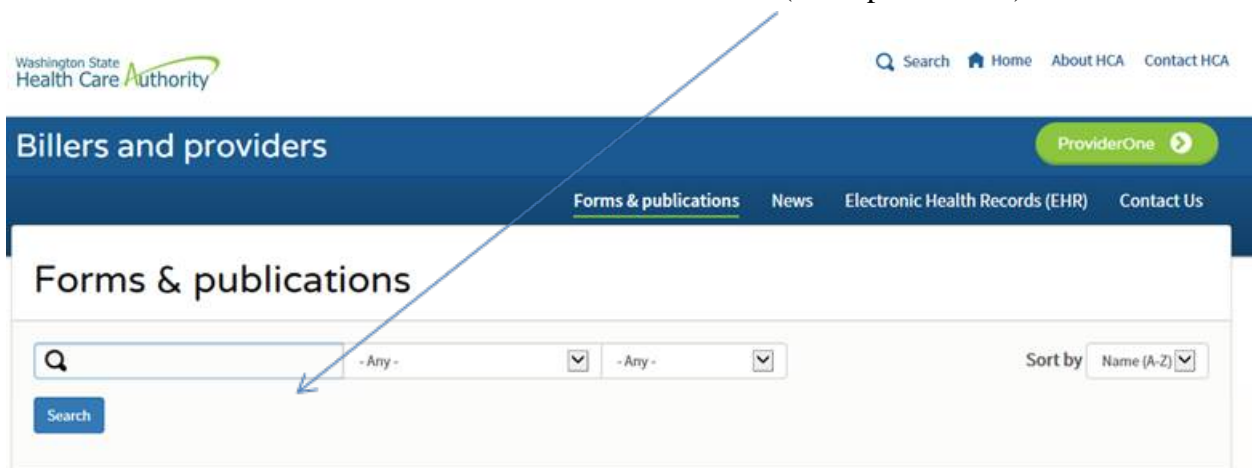 Washington State
Health Care Authority
Search Home About HCA Contact HCA
Billers and providers
ProviderOne
Forms & publications News Electronic Health Records (EHR) Contact Us
Forms & publications
- Any - - Any - Sort by Name (A-Z)
Search